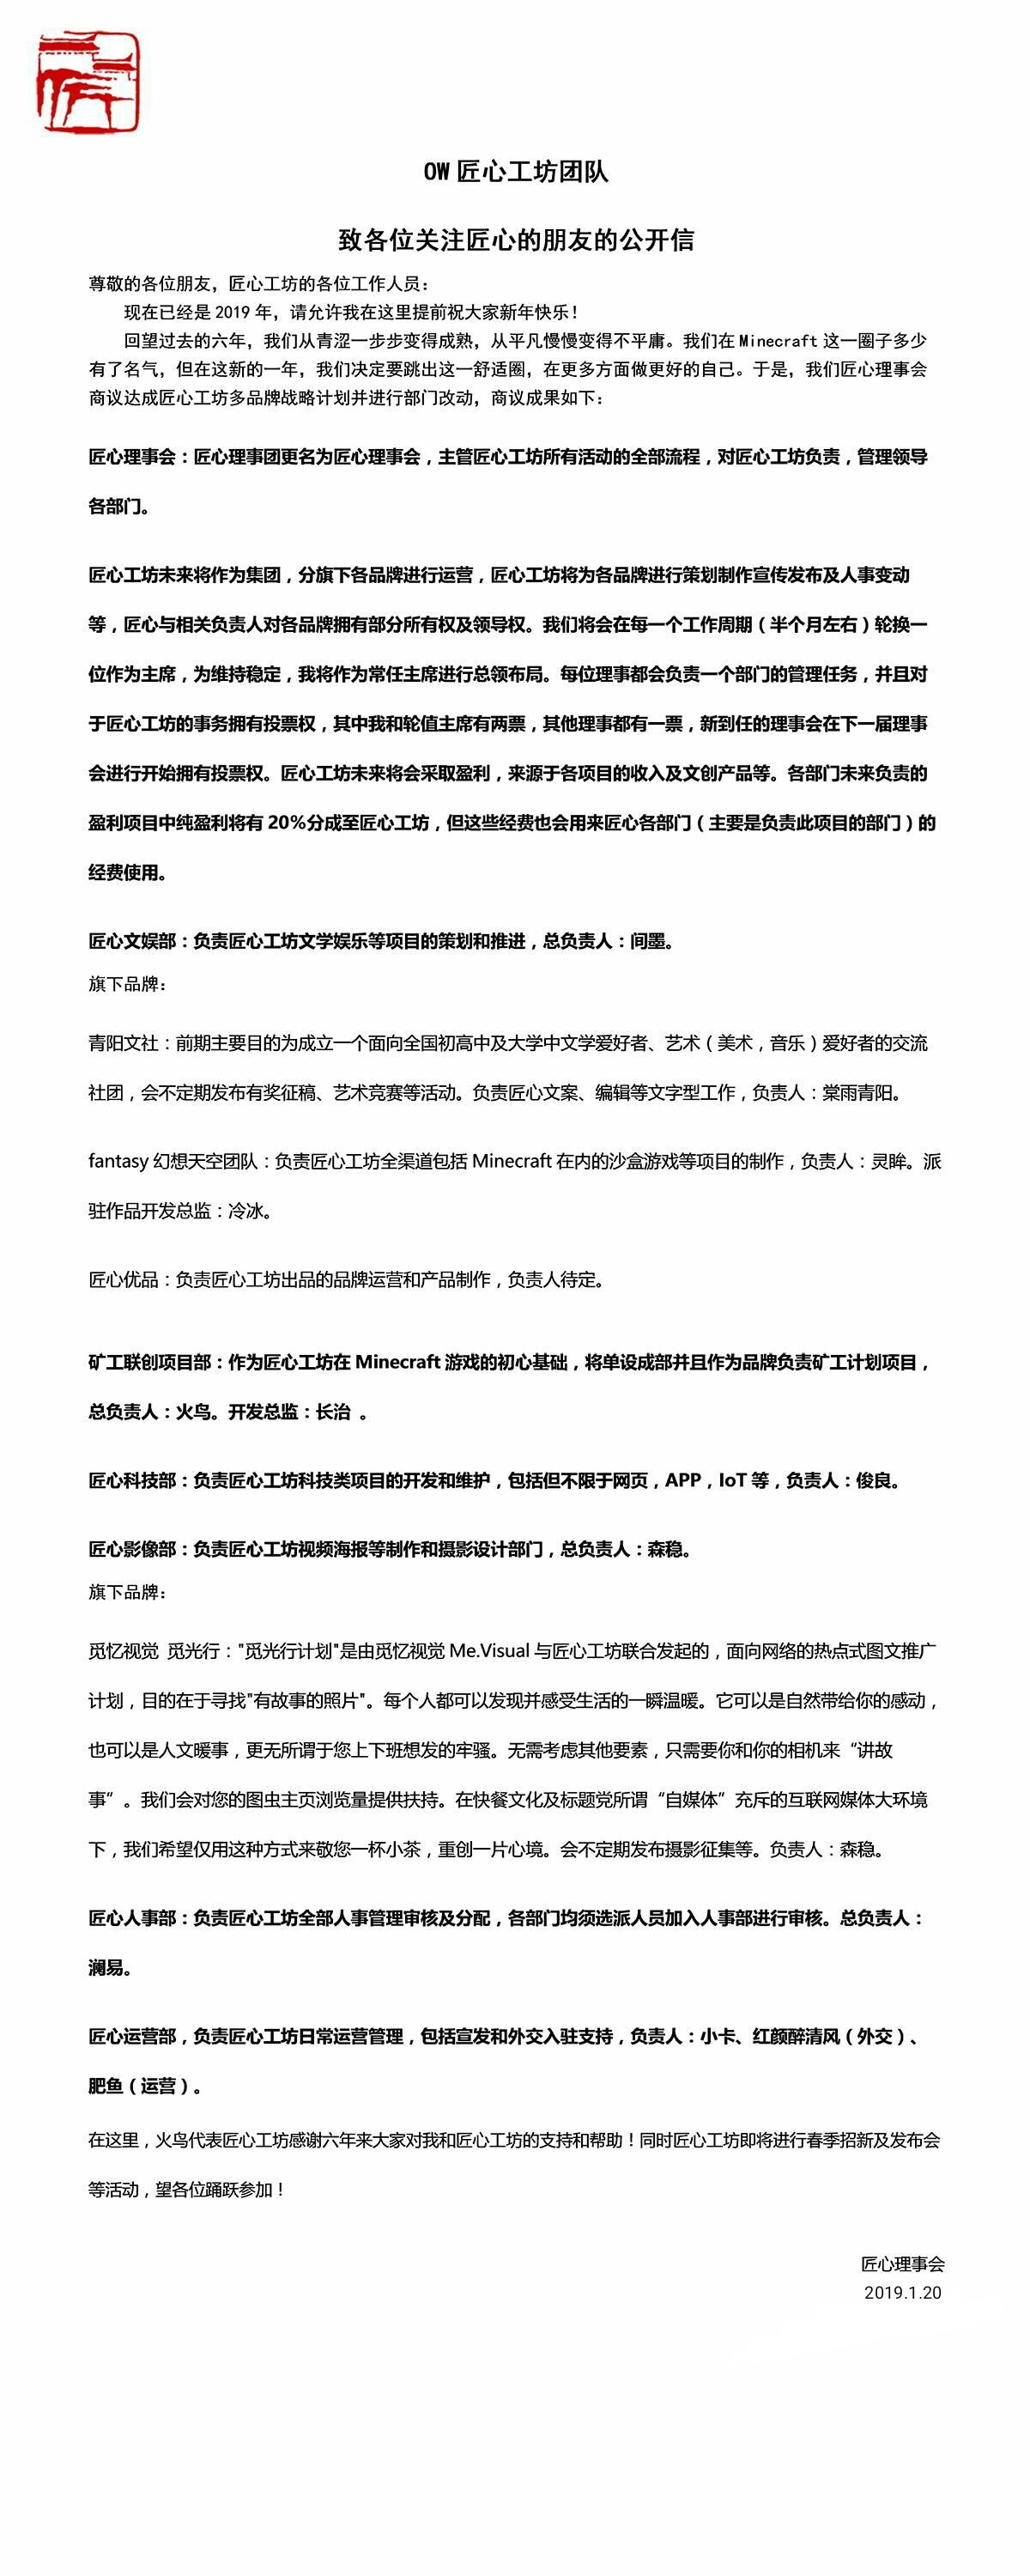 匠
OW 匠心工坊团队
致各位关注匠心的朋友的公开信
尊敬的各位朋友，匠心工坊的各位工作人员：
现在已经是 2019 年，请允许我在这里提前祝大家新年快乐！
回望过去的六年，我们从青涩一步步变得成熟，从平凡慢慢变得不平庸。我们在 Minecraft 这一圈子多少
有了名气，但在这新的一年，我们决定要跳出这一舒适圈，在更多方面做更好的自己。于是，我们匠心理事会
商议达成匠心工坊多品牌战略计划并进行部门改动，商议成果如下：
匠心理事会：匠心理事团更名为匠心理事会，主管匠心工坊所有活动的全部流程，对匠心工坊负责，管理领导
各部门。
匠心工坊未来将作为集团，分旗下各品牌进行运营，匠心工坊将为各品牌进行策划制作宣传发布及人事变动
等，匠心与相关负责人对各品牌拥有部分所有权及领导权。我们将会在每一个工作周期（半个月左右）轮换一
位作为主席，为维持稳定，我将作为常任主席进行总领布局。每位理事都会负责一个部门的管理任务，并且对
于匠心工坊的事务拥有投票权，其中我和轮值主席有两票，其他理事都有一票，新到任的理事会在下一届理事
会进行开始拥有投票权。匠心工坊未来将会采取盈利，来源于各项目的收入及文创产品等。各部门未来负责的
盈利项目中纯盈利将有 20%分成至匠心工坊，但这些经费也会用来匠心各部门（主要是负责此项目的部门）的
经费使用。
匠心文娱部：负责匠心工坊文学娱乐等项目的策划和推进，总负责人：间墨。
旗下品牌：
青阳文社：前期主要目的为成立一个面向全国初高中及大学中文学爱好者、艺术（美术，音乐）爱好者的交流
社团，会不定期发布有奖征稿、艺术竞赛等活动。负责匠心文案、编辑等文字型工作，负责人：棠雨青阳。
fantasy 幻想天空团队：负责匠心工坊全渠道包括 Minecraft 在内的沙盒游戏等项目的制作，负责人：灵眸。派
驻作品开发总监：冷冰。
匠心优品：负责匠心工坊出品的品牌运营和产品制作，负责人待定。
矿工联创项目部：作为匠心工坊在 Minecraft 游戏的初心基础，将单设成部并且作为品牌负责矿工计划项目，
总负责人：火鸟。开发总监：长治 。
匠心科技部：负责匠心工坊科技类项目的开发和维护，包括但不限于网页，APP，IoT 等，负责人：俊良。
匠心影像部：负责匠心工坊视频海报等制作和摄影设计部门，总负责人：森稳。
旗下品牌：
觅忆视觉 觅光行："觅光行计划"是由觅忆视觉 Me.Visual 与匠心工坊联合发起的，面向网络的热点式图文推广
计划，目的在于寻找"有故事的照片"。每个人都可以发现并感受生活的一瞬温暖。它可以是自然带给你的感动，
也可以是人文暖事，更无所谓于您上下班想发的牢骚。无需考虑其他要素，只需要你和你的相机来“讲故
事”。我们会对您的图虫主页浏览量提供扶持。在快餐文化及标题党所谓“自媒体”充斥的互联网媒体大环境
下，我们希望仅用这种方式来敬您一杯小茶，重创一片心境。会不定期发布摄影征集等。负责人：森稳。
匠心人事部：负责匠心工坊全部人事管理审核及分配，各部门均须选派人员加入人事部进行审核。总负责人：
澜易。
匠心运营部，负责匠心工坊日常运营管理，包括宣发和外交入驻支持，负责人：小卡、红颜醉清风（外交）、
肥鱼（运营）。
在这里，火鸟代表匠心工坊感谢六年来大家对我和匠心工坊的支持和帮助！同时匠心工坊即将进行春季招新及发布会
等活动，望各位踊跃参加！
匠心理事会
2019.1.20